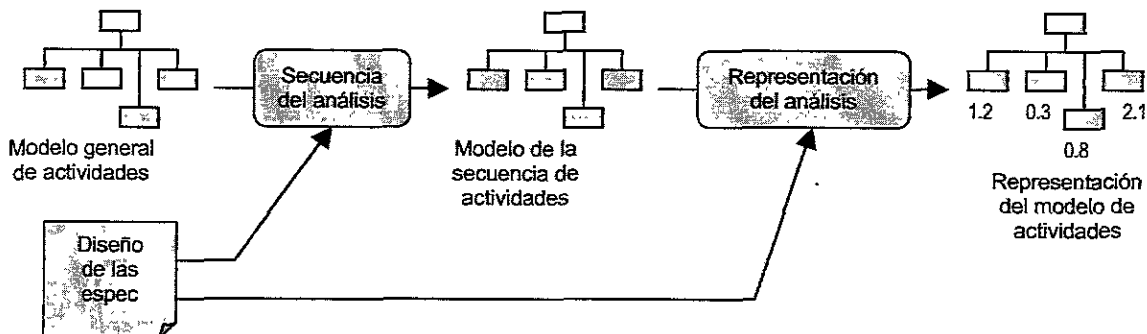 Secuencia
del análisis
Representación
del análisis
1.2
0.3
2.1
0.8
Modelo general
de actividades
Modelo de la
secuencia de
actividades
Representación
del modelo de
actividades
Diseño
de las
espec